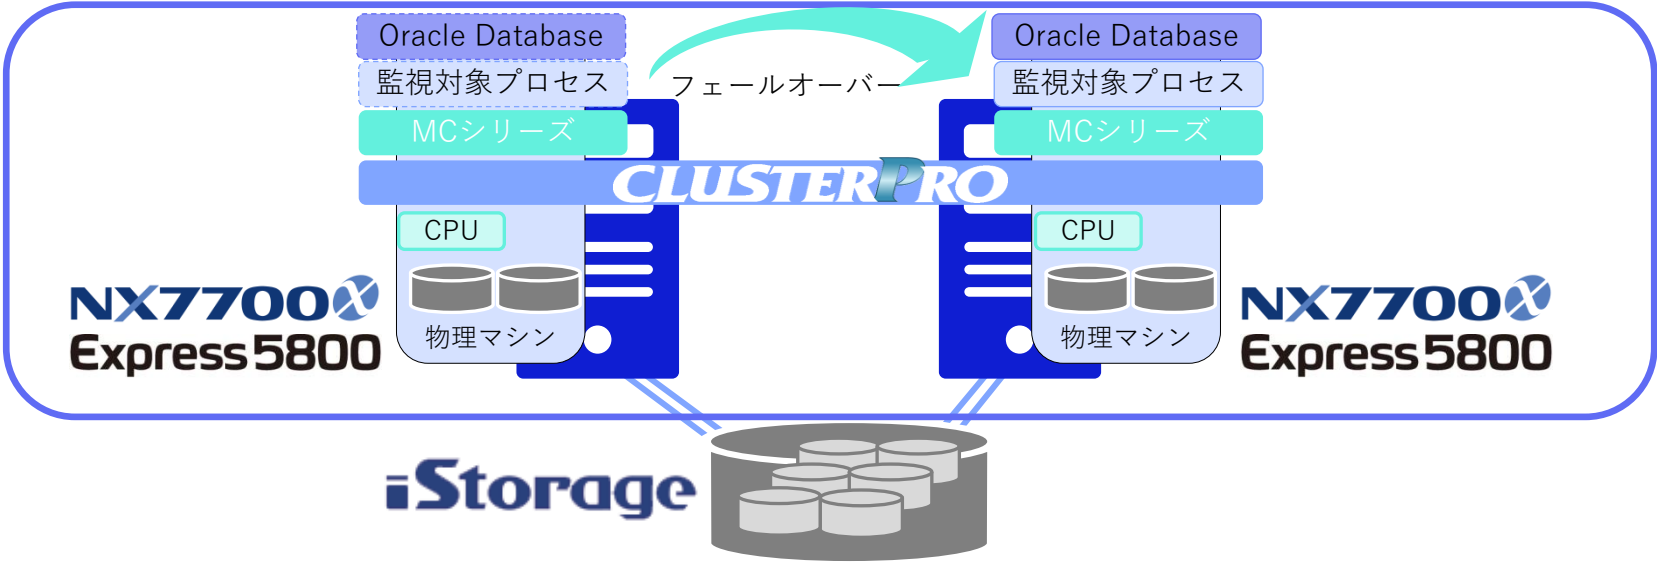 Oracle Database
監視対象プロセス
MCシリーズ
フェールオーバー
Oracle Database
監視対象プロセス
MCシリーズ
CLUSTERPRO
CPU
物理マシン
CPU
物理マシン
NX7700x
Express5800
NX7700x
Express5800
iStorage